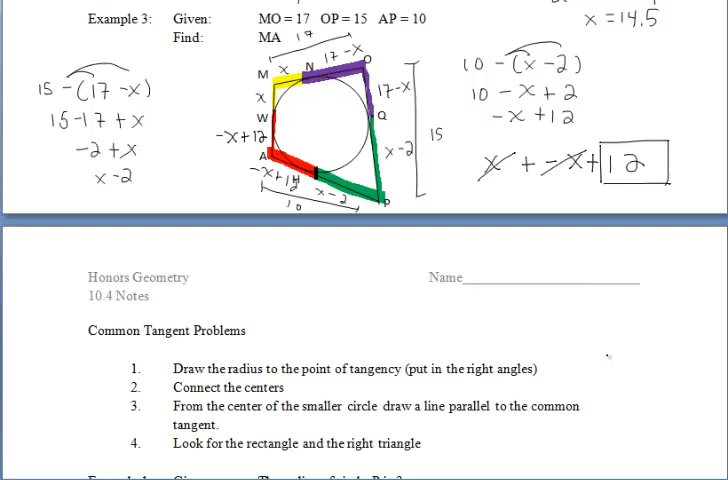 x = 14.5
Example 3: Given: MO = 17 OP = 15 AP = 10
Find: MA
17
M x N 17 - x O
x
17 - x
W
Q
-x + 12
15
A
x - 2
-x + 12
x - 2
P
10
15 - (17 - x)
15 - 17 + x
-2 + x
x - 2
10 - (x - 2)
10 - x + 2
-x + 12
x + -x + 12
Honors Geometry Name
10.4 Notes
Common Tangent Problems
1. Draw the radius to the point of tangency (put in the right angles)
2. Connect the centers
3. From the center of the smaller circle draw a line parallel to the common
tangent.
4. Look for the rectangle and the right triangle